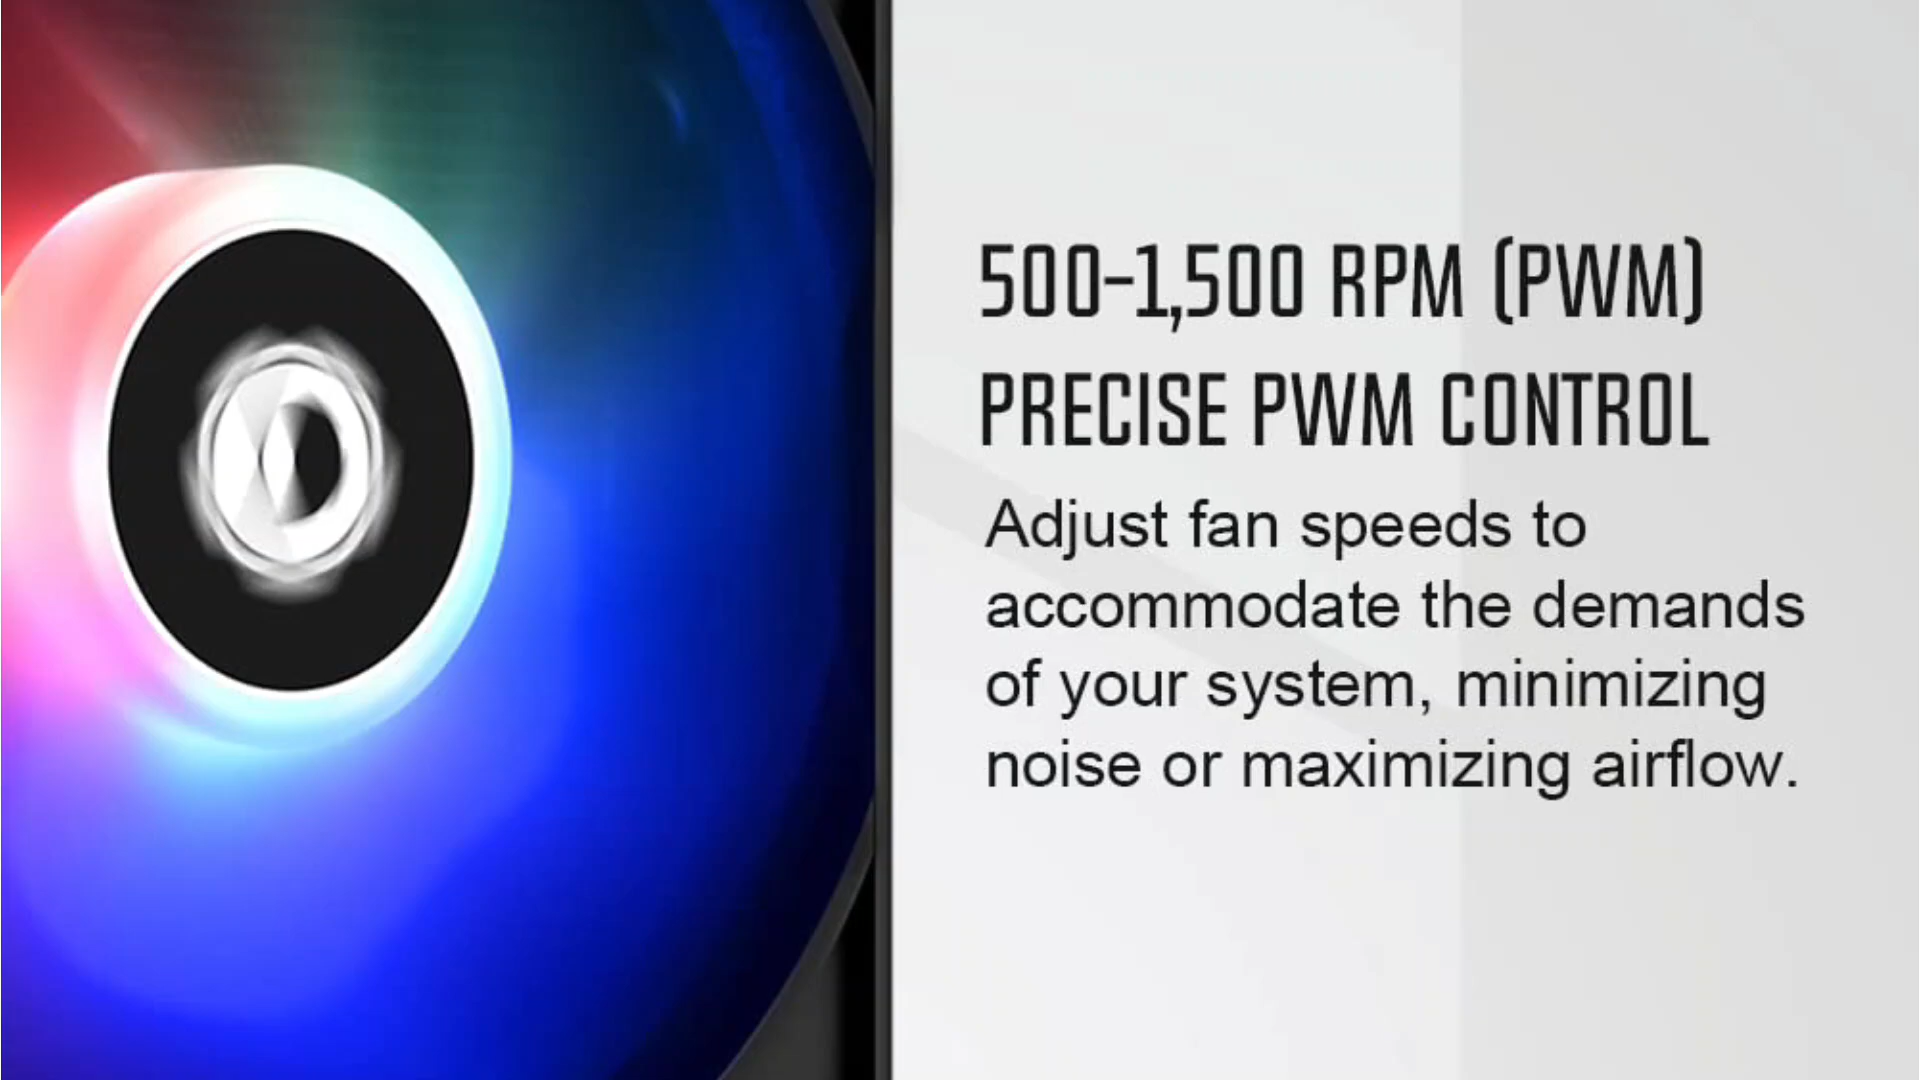 500-1,500 RPM (PWM)
PRECISE PWM CONTROL
Adjust fan speeds to
accommodate the demands
of your system, minimizing
noise or maximizing airflow.